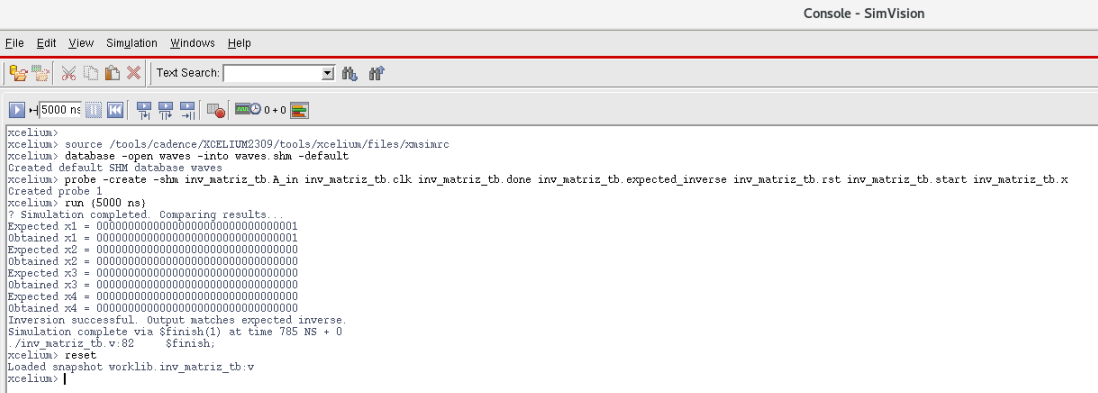 Console - SimVision
File Edit View Simulation Windows Help
Text Search:
5000 ns 0 + 0
xcelium>
xcelium> source /tools/cadence/XCELIUM2309/tools/xcelium/files/xmsimrc
xcelium> database -open waves -into waves.shm -default
Created default SHM database waves
xcelium> probe -create -shm inv_matriz_tb.A_in inv_matriz_tb.clk inv_matriz_tb.done inv_matriz_tb.expected_inverse inv_matriz_tb.rst inv_matriz_tb.start inv_matriz_tb.x
Created probe 1
xcelium> run {5000 ns}
? Simulation completed. Comparing results...
Expected x1 = 00000000000000000000000000000001
Obtained x1 = 00000000000000000000000000000001
Expected x2 = 00000000000000000000000000000000
Obtained x2 = 00000000000000000000000000000000
Expected x3 = 00000000000000000000000000000000
Obtained x3 = 00000000000000000000000000000000
Expected x4 = 00000000000000000000000000000000
Obtained x4 = 00000000000000000000000000000000
Inversion successful. Output matches expected inverse.
Simulation complete via $finish(1) at time 785 NS + 0
./inv_matriz_tb.v:82     $finish;
xcelium> reset
Loaded snapshot worklib.inv_matriz_tb:v
xcelium>